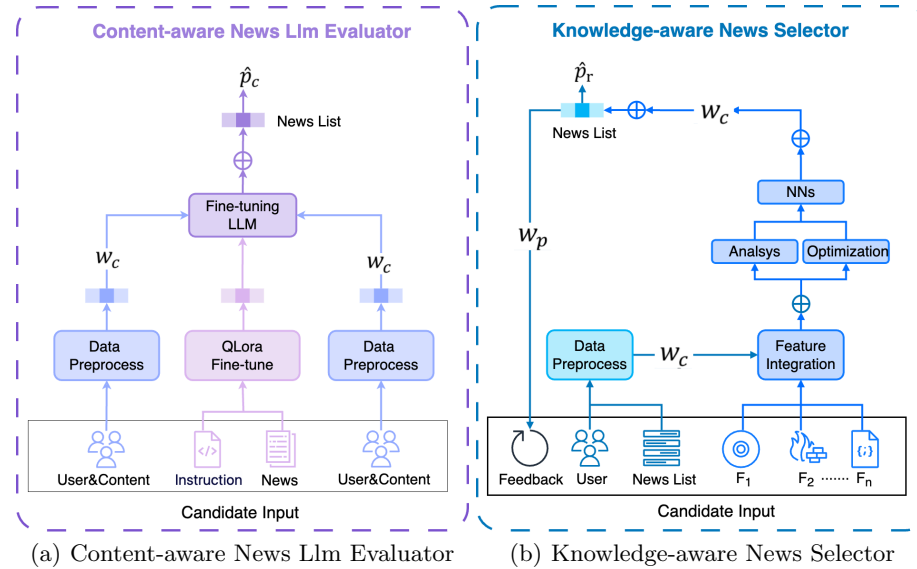 Content-aware News Llm Evaluator
p̂c
News List
Fine-tuning
LLM
wc
wc
Data
Preprocess
QLora
Fine-tune
Data
Preprocess
User&Content
Instruction
News
User&Content
Candidate Input
(a) Content-aware News Llm Evaluator
Knowledge-aware News Selector
p̂r
News List
wc
NNs
wp
Analsys
Optimization
Data
Preprocess
wc
Feature
Integration
Feedback
User
News List
F1
F2
.......
Fn
Candidate Input
(b) Knowledge-aware News Selector